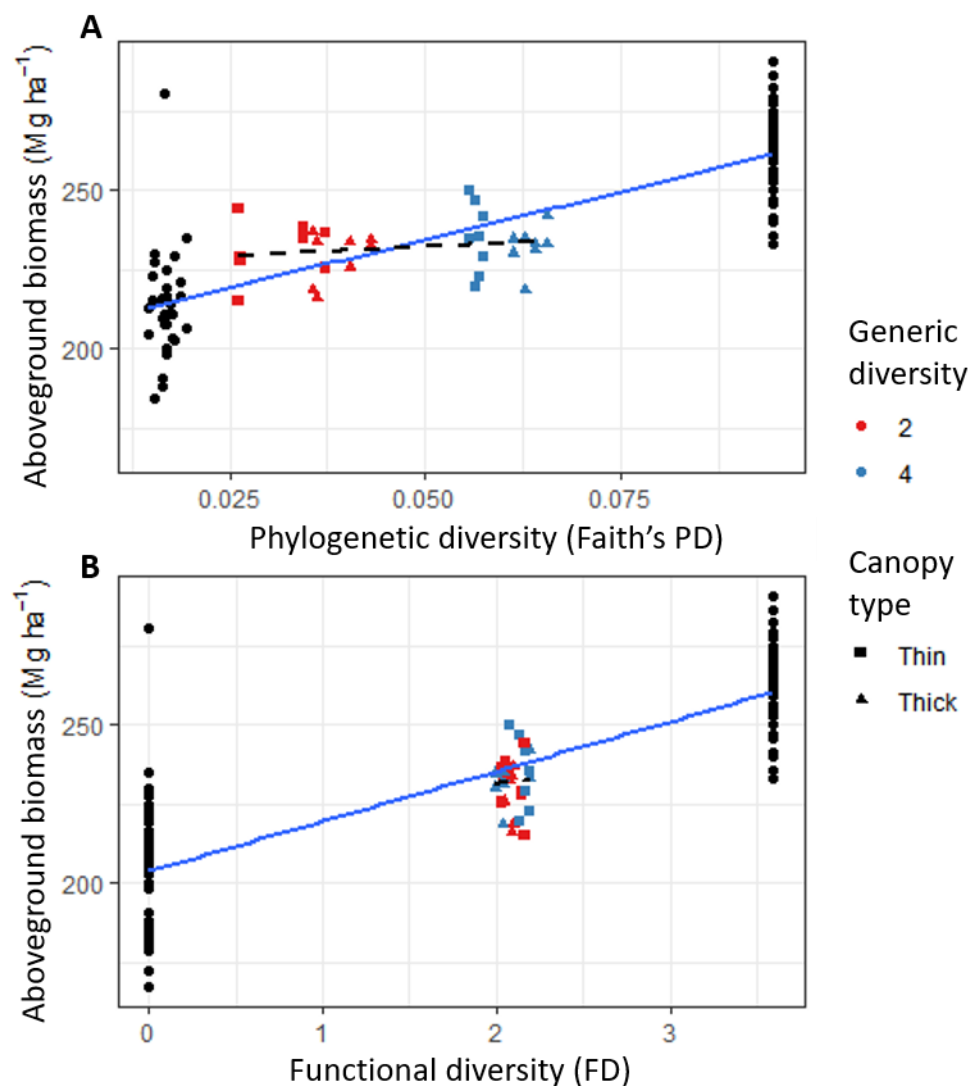 A
Aboveground biomass (Mg ha⁻¹)
250
200
0.025 0.050 0.075
Phylogenetic diversity (Faith's PD)
B
Aboveground biomass (Mg ha⁻¹)
250
200
0 1 2 3
Functional diversity (FD)
Generic
diversity
2
4
Canopy
type
Thin
Thick